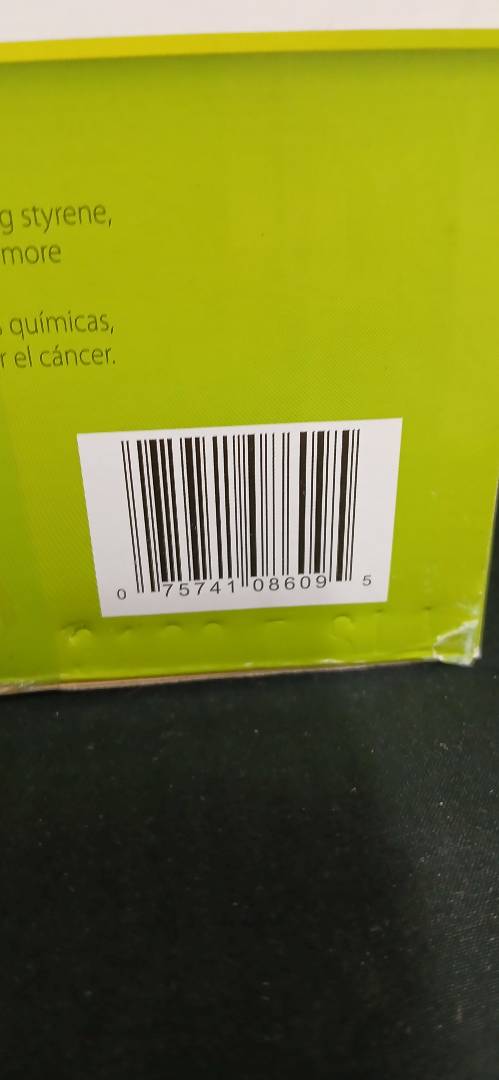 g styrene,
more
químicas,
r el cáncer.
0 75741 08609 5